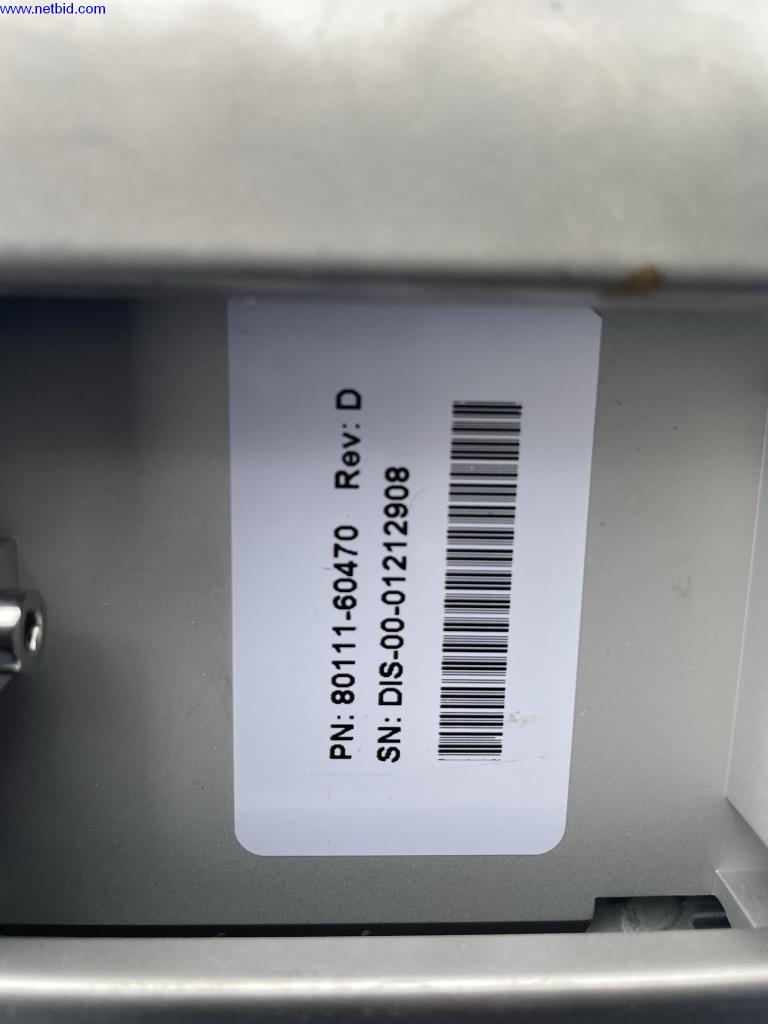 www.netbid.com
PN: 80111-60470 Rev: D
SN: DIS-00-01212908